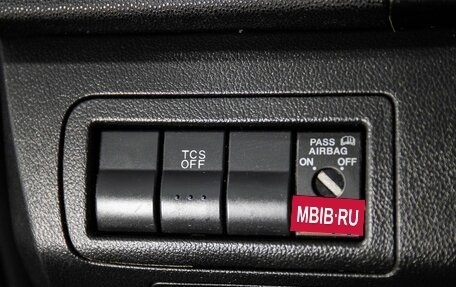 TCS
OFF
PASS
AIRBAG
ON OFF
MBIB·RU